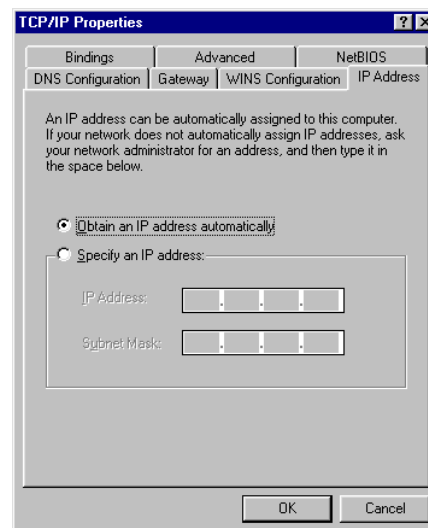 TCP/IP Properties
Bindings Advanced NetBIOS
DNS Configuration Gateway WINS Configuration IP Address
An IP address can be automatically assigned to this computer.
If your network does not automatically assign IP addresses, ask
your network administrator for an address, and then type it in
the space below.
Obtain an IP address automatically
Specify an IP address:
IP Address:
Subnet Mask:
OK Cancel